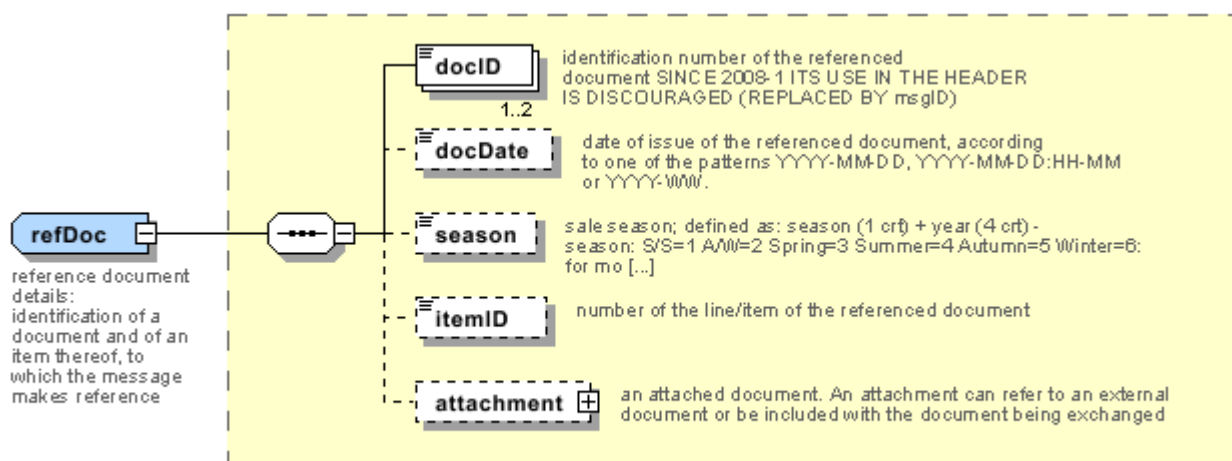 refDoc
reference document
details:
identification of a
document and of an
item thereof, to
which the message
makes reference
docID
1..2
identification number of the referenced
document SINCE 2008-1 ITS USE IN THE HEADER
IS DISCOURAGED (REPLACED BY msgID)
docDate
date of issue of the referenced document, according
to one of the patterns YYYY-MM-DD, YYYY-MM-DD:HH-MM
or YYYY-WW.
season
sale season; defined as: season (1 crt) + year (4 crt) -
season: S/S=1 A/W=2 Spring=3 Summer=4 Autumn=5 Winter=6:
for mo [...]
itemID
number of the line/item of the referenced document
attachment
an attached document. An attachment can refer to an external
document or be included with the document being exchanged